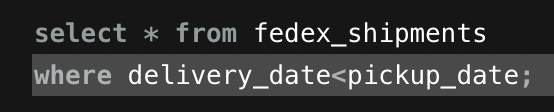 select * from fedex_shipments
where delivery_date<pickup_date;